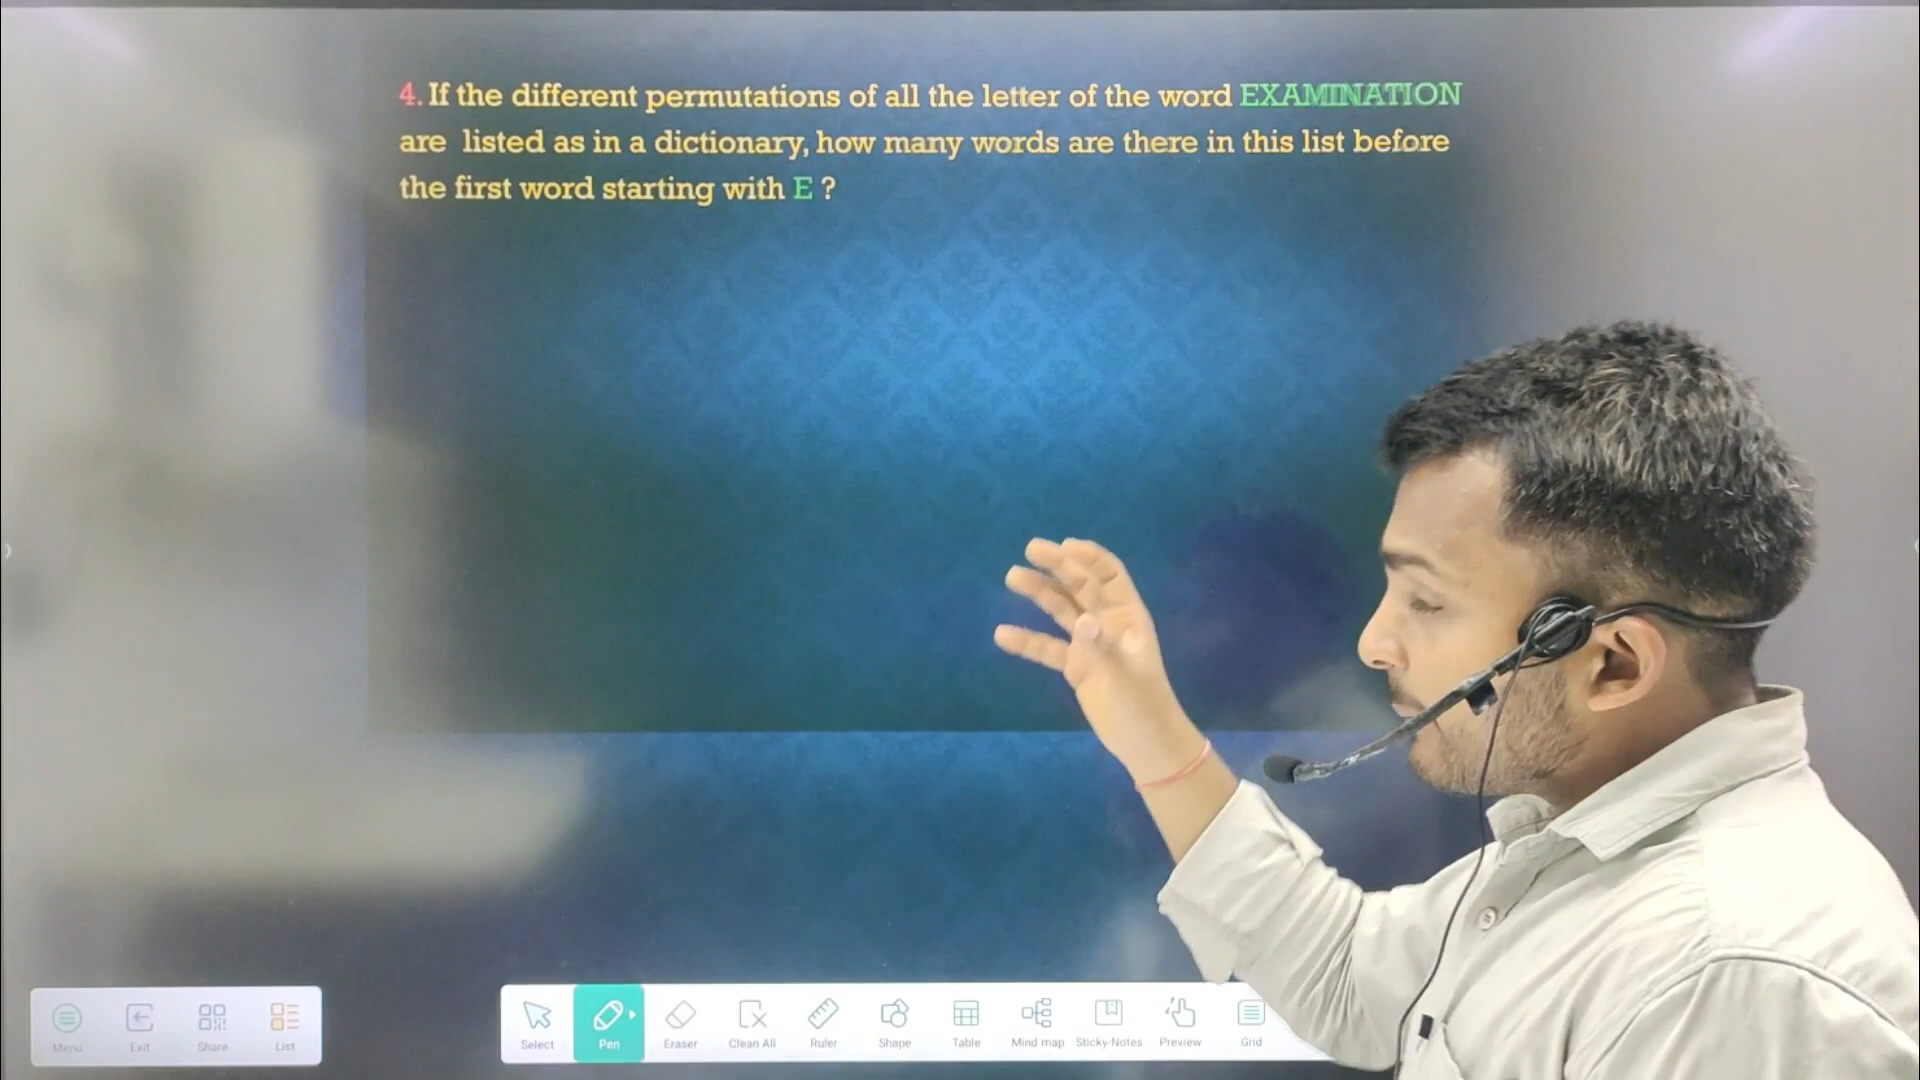 4. If the different permutations of all the letter of the word EXAMINATION
are listed as in a dictionary, how many words are there in this list before
the first word starting with E ?
Menu Exit Share List
Select Pen Eraser Clean All Ruler Shape Table Mind map Sticky-Notes Preview Grid